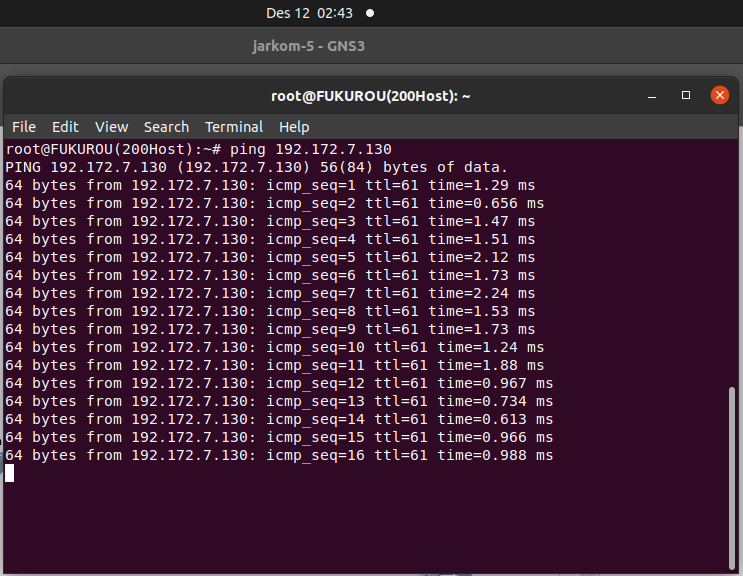 Des 12 02:43
jarkom-5 - GNS3
root@FUKUROU(200Host): ~
File Edit View Search Terminal Help
root@FUKUROU(200Host):~# ping 192.172.7.130
PING 192.172.7.130 (192.172.7.130) 56(84) bytes of data.
64 bytes from 192.172.7.130: icmp_seq=1 ttl=61 time=1.29 ms
64 bytes from 192.172.7.130: icmp_seq=2 ttl=61 time=0.656 ms
64 bytes from 192.172.7.130: icmp_seq=3 ttl=61 time=1.47 ms
64 bytes from 192.172.7.130: icmp_seq=4 ttl=61 time=1.51 ms
64 bytes from 192.172.7.130: icmp_seq=5 ttl=61 time=2.12 ms
64 bytes from 192.172.7.130: icmp_seq=6 ttl=61 time=1.73 ms
64 bytes from 192.172.7.130: icmp_seq=7 ttl=61 time=2.24 ms
64 bytes from 192.172.7.130: icmp_seq=8 ttl=61 time=1.53 ms
64 bytes from 192.172.7.130: icmp_seq=9 ttl=61 time=1.73 ms
64 bytes from 192.172.7.130: icmp_seq=10 ttl=61 time=1.24 ms
64 bytes from 192.172.7.130: icmp_seq=11 ttl=61 time=1.88 ms
64 bytes from 192.172.7.130: icmp_seq=12 ttl=61 time=0.967 ms
64 bytes from 192.172.7.130: icmp_seq=13 ttl=61 time=0.734 ms
64 bytes from 192.172.7.130: icmp_seq=14 ttl=61 time=0.613 ms
64 bytes from 192.172.7.130: icmp_seq=15 ttl=61 time=0.966 ms
64 bytes from 192.172.7.130: icmp_seq=16 ttl=61 time=0.988 ms